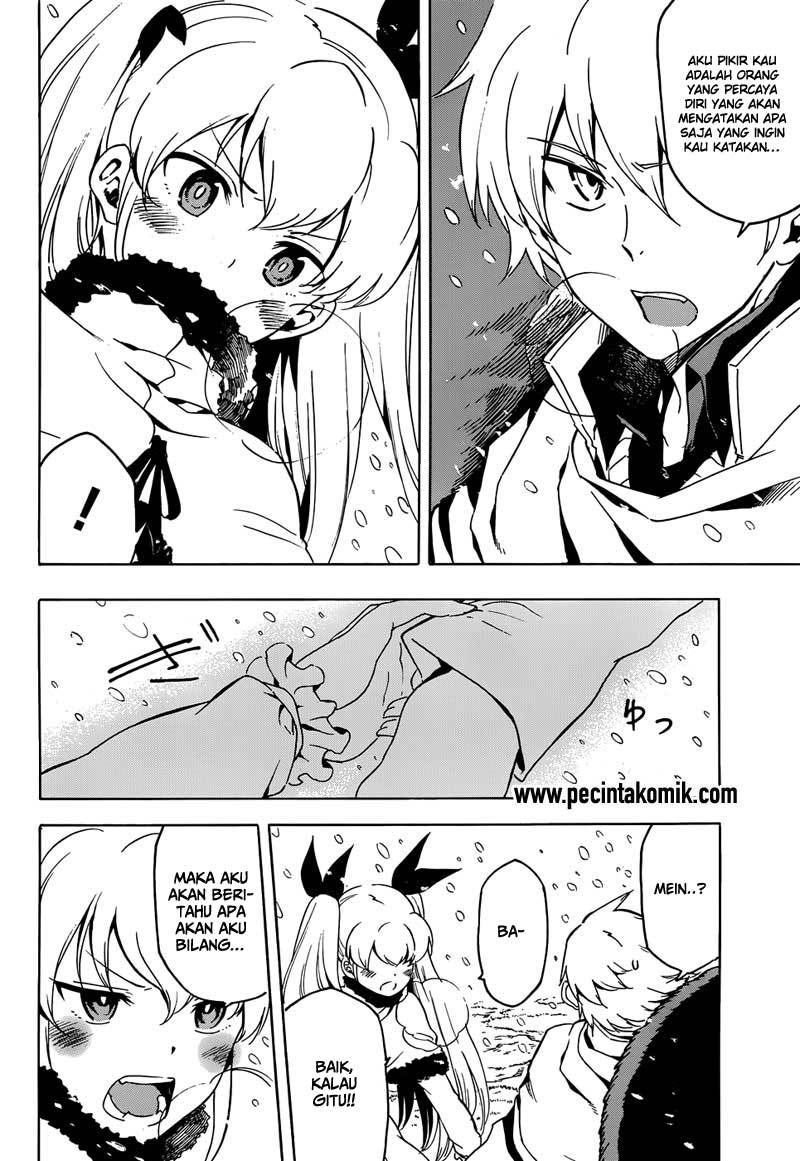 AKU PIKIR KAU
ADALAH ORANG
YANG PERCAYA
DIRI YANG AKAN
MENGATAKAN APA
SAJA YANG INGIN
KAU KATAKAN...
!
ゆっ
ぎゅ
www.pecintakomik.com
MEIN..?
BA-
BAIK,
KALAU
GITU!!
MAKA AKU
AKAN BERI-
TAHU APA
AKAN AKU
BILANG...